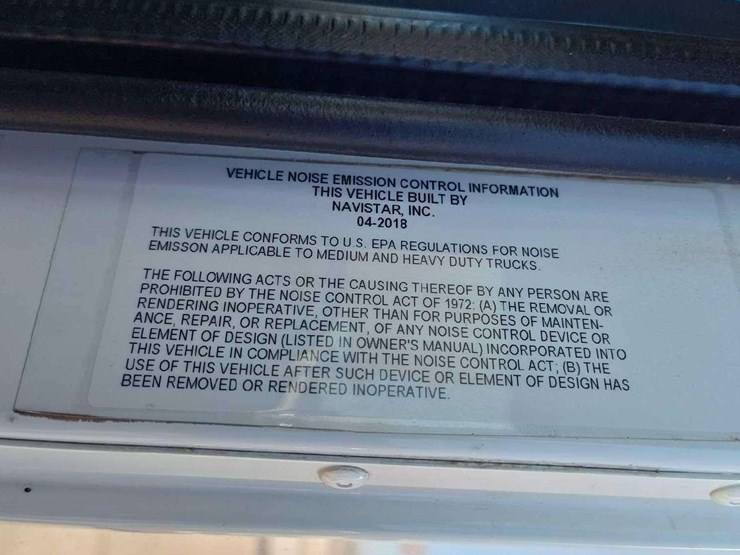 VEHICLE NOISE EMISSION CONTROL INFORMATION
THIS VEHICLE BUILT BY
NAVISTAR, INC.
04-2018
THIS VEHICLE CONFORMS TO U S. EPA REGULATIONS FOR NOISE
EMISSON APPLICABLE TO MEDIUM AND HEAVY DUTY TRUCKS.
THE FOLLOWING ACTS OR THE CAUSING THEREOF BY ANY PERSON ARE
PROHIBITED BY THE NOISE CONTROL ACT OF 1972: (A) THE REMOVAL OR
RENDERING INOPERATIVE, OTHER THAN FOR PURPOSES OF MAINTEN-
ANCE, REPAIR, OR REPLACEMENT, OF ANY NOISE CONTROL DEVICE OR
ELEMENT OF DESIGN (LISTED IN OWNER'S MANUAL) INCORPORATED INTO
THIS VEHICLE IN COMPLIANCE WITH THE NOISE CONTROL ACT; (B) THE
USE OF THIS VEHICLE AFTER SUCH DEVICE OR ELEMENT OF DESIGN HAS
BEEN REMOVED OR RENDERED INOPERATIVE.